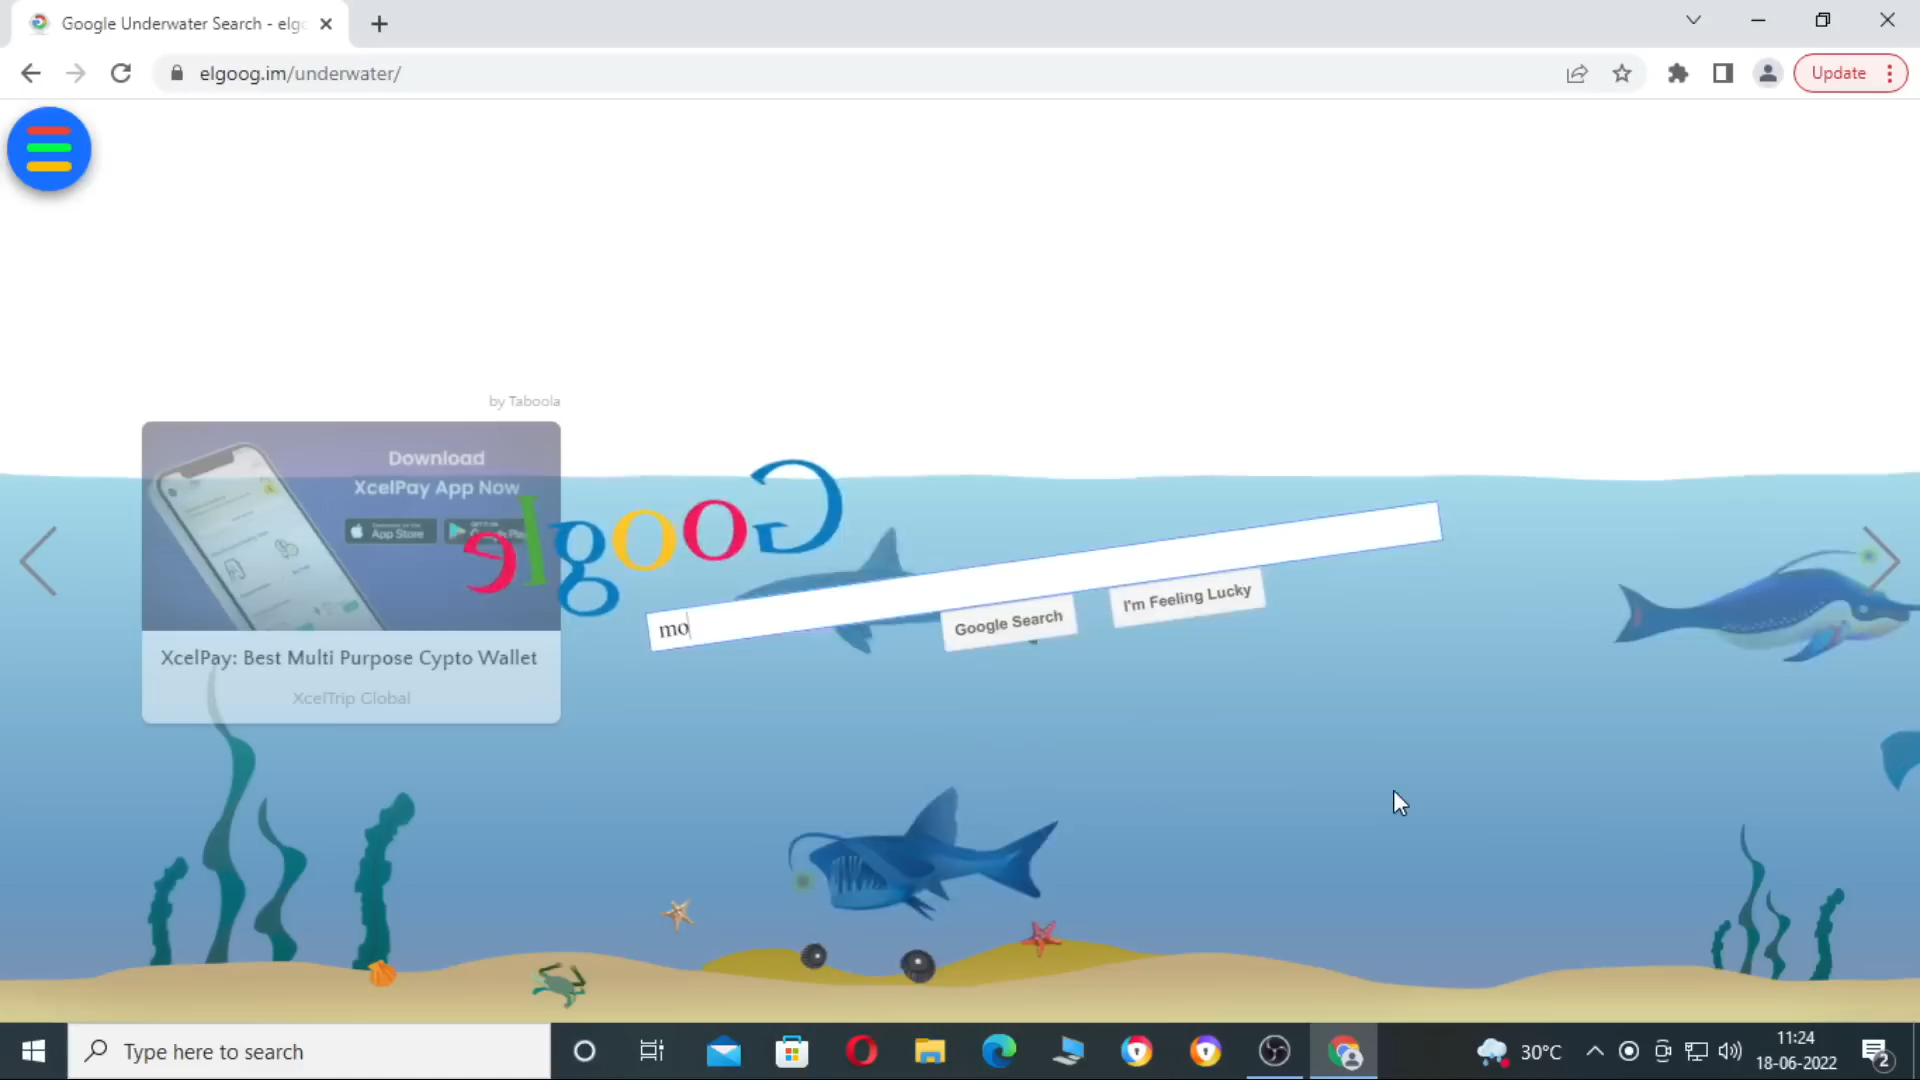 Google Underwater Search - elgo
elgoog.im/underwater/
Update
by Taboola
Download
XcelPay App Now
App Store
elgooG
mo
Google Search
I'm Feeling Lucky
XcelPay: Best Multi Purpose Cypto Wallet
XcelTrip Global
Type here to search
30°C
11:24
18-06-2022
2